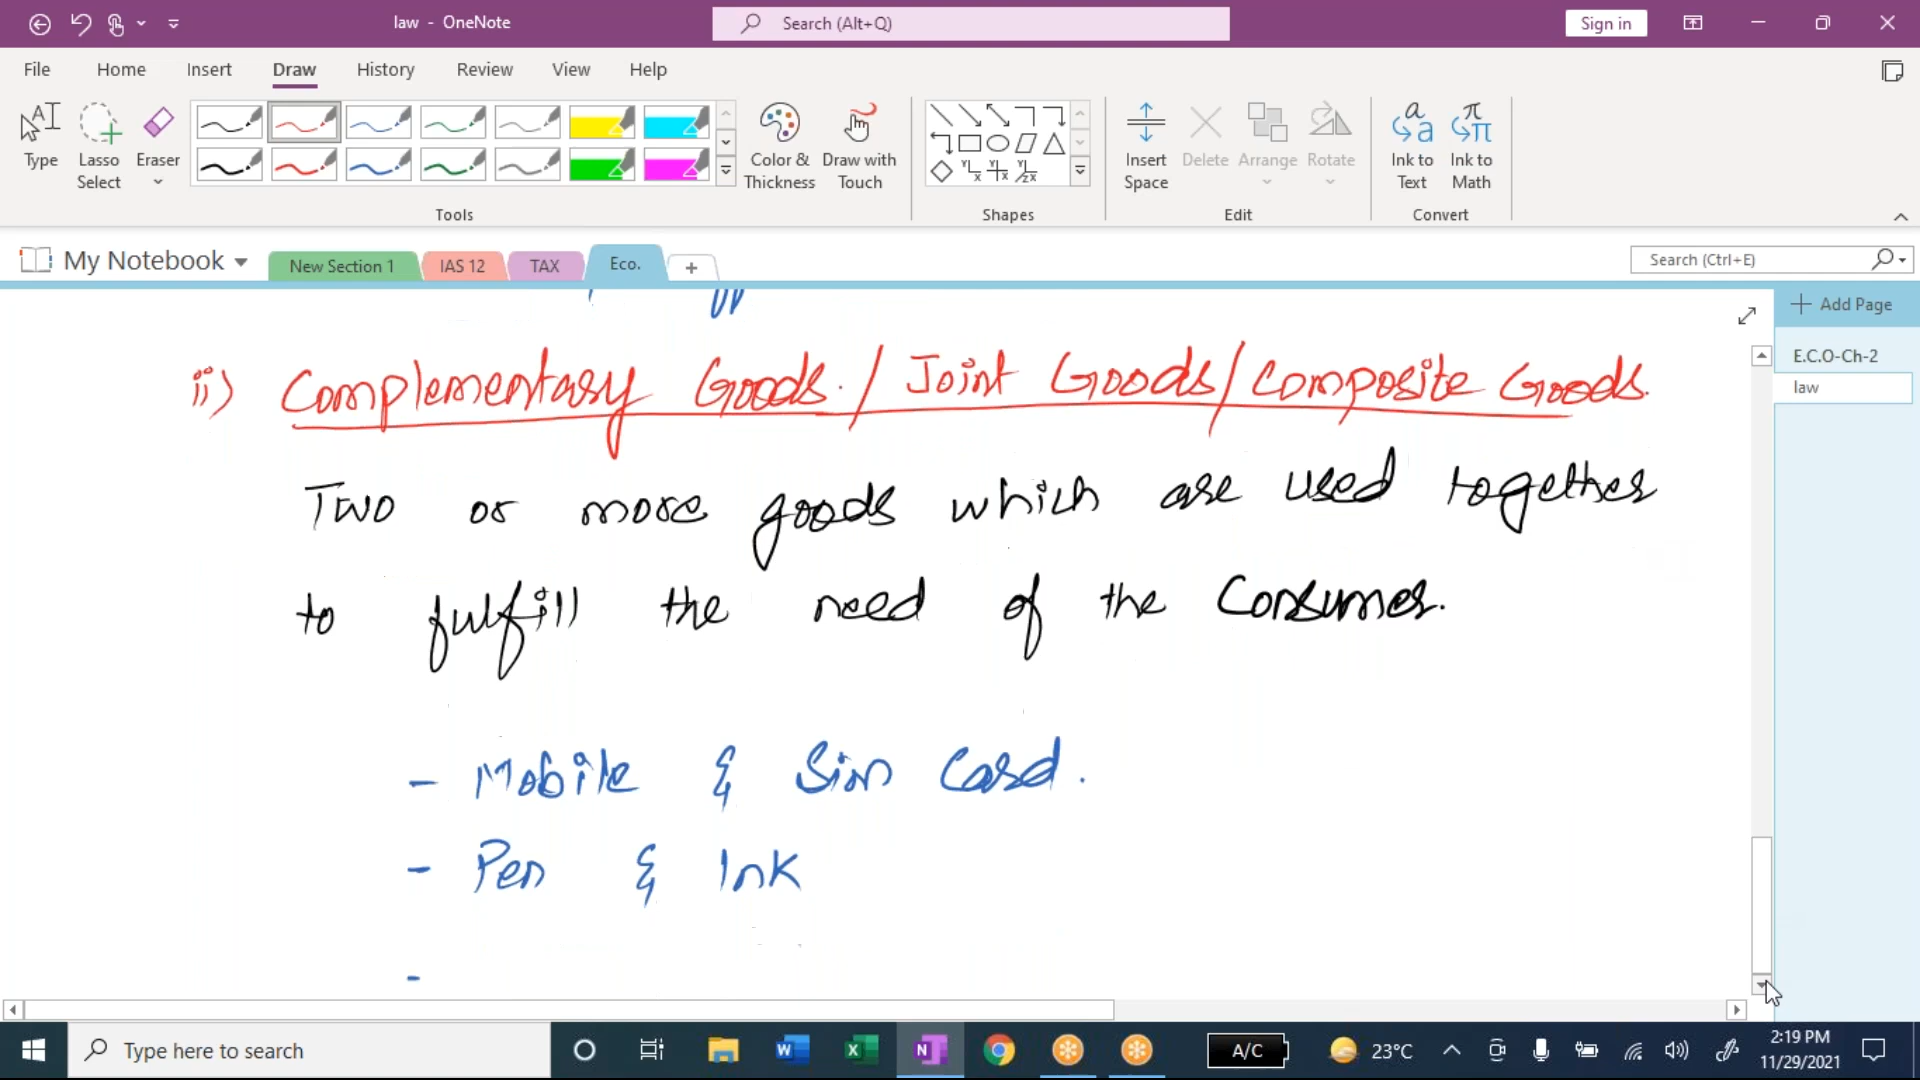 law - OneNote
Search (Alt+Q)
Sign in
File Home Insert Draw History Review View Help
Type
Lasso Select
Eraser
Color & Thickness
Draw with Touch
Insert Space
Delete
Arrange
Rotate
Ink to Text
Ink to Math
Tools
Shapes
Edit
Convert
My Notebook
New Section 1
IAS 12
TAX
Eco.
Search (Ctrl+E)
Add Page
E.C.O-Ch-2
law
ii) Complementary Goods. / Joint Goods / Composite Goods.
Two or more goods which are used together
to fulfill the need of the Consumer.
- Mobile & Sim Card.
- Pen & Ink
-
Type here to search
A/C
23°C
2:19 PM
11/29/2021